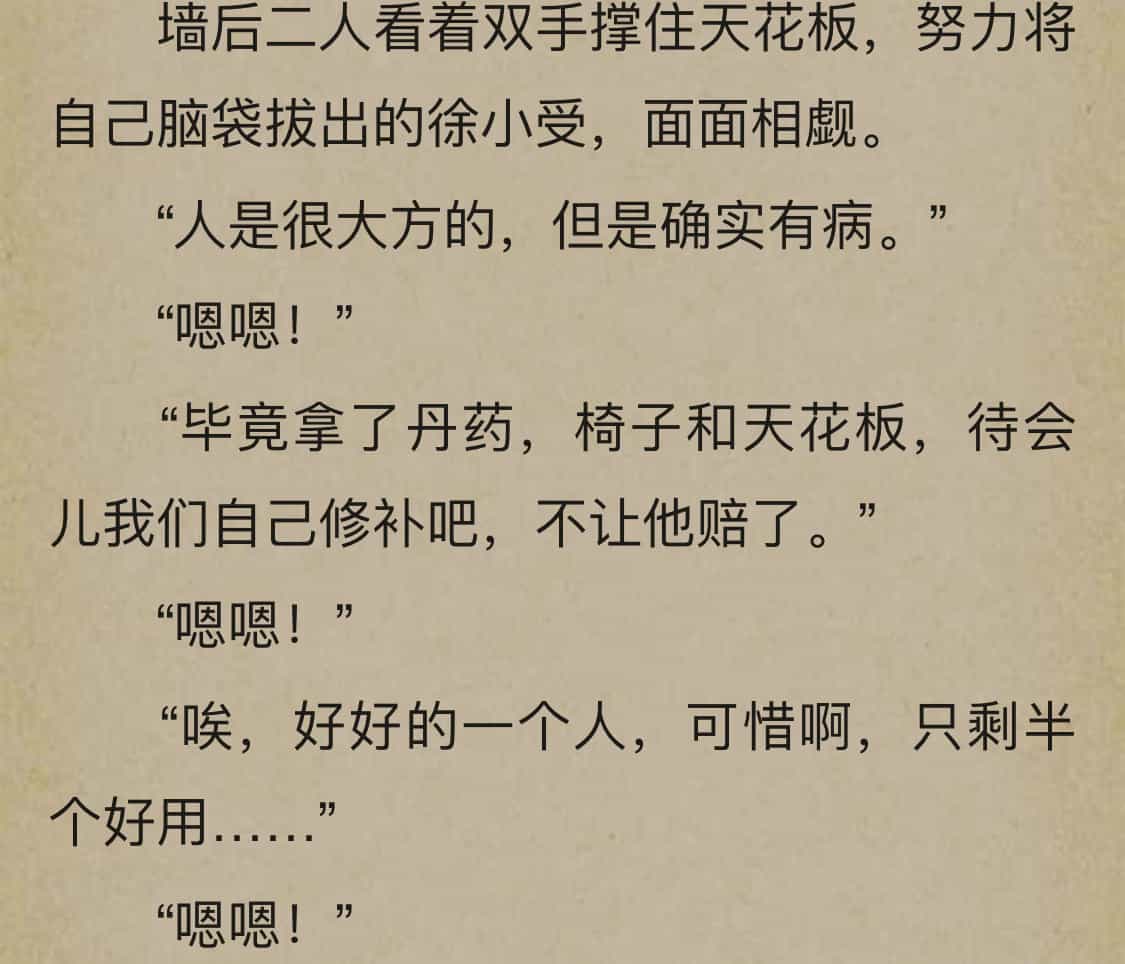 墙后二人看着双手撑住天花板，努力将
自己脑袋拔出的徐小受，面面相觑。
“人是很大方的，但是确实有病。”
“嗯嗯！”
“毕竟拿了丹药，椅子和天花板，待会
儿我们自己修补吧，不让他赔了。”
“嗯嗯！”
“唉，好好的一个人，可惜啊，只剩半
个好用……”
“嗯嗯！”